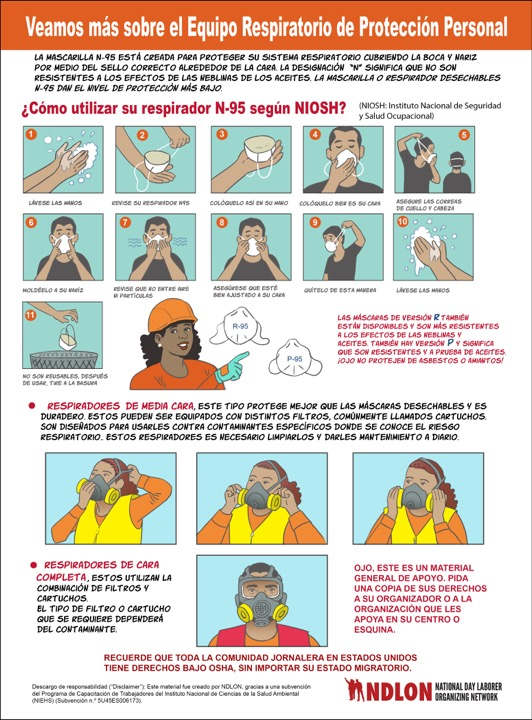 Veamos más sobre el Equipo Respiratorio de Protección Personal
LA MASCARILLA N-95 ESTÁ CREADA PARA PROTEGER SU SISTEMA RESPIRATORIO CUBRIENDO LA BOCA Y NARIZ
POR MEDIO DEL SELLO CORRECTO ALREDEDOR DE LA CARA. LA DESIGNACIÓN "N" SIGNIFICA QUE NO SON
RESISTENTES A LOS EFECTOS DE LAS NEBLINAS DE LOS ACEITES. LA MASCARILLA O RESPIRADOR DESECHABLES
N-95 DAN EL NIVEL DE PROTECCIÓN MÁS BAJO.
¿Cómo utilizar su respirador N-95 según NIOSH?
(NIOSH: Instituto Nacional de Seguridad
y Salud Ocupacional)
1
2
3
4
5
LÁVESE LAS MANOS
REVISE SU RESPIRADOR N95
COLÓQUELO ASÍ EN SU MANO
COLÓQUELO BIEN ES SU CARA
ASEGURE LAS CORREAS
DE CUELLO Y CABEZA
6
7
8
9
10
MOLDÉELO A SU NARÍZ
REVISE QUE NO ENTRE AIRE
NI PARTÍCULAS
ASEGÚRESE QUE ESTÉ
BIEN AJUSTADO A SU CARA
QUÍTELO DE ESTA MANERA
LÁVESE LAS MANOS
11
NO SON REUSABLES, DESPUÉS
DE USAR, TIRE A LA BASURA
R-95
P-95
LAS MÁSCARAS DE VERSIÓN R TAMBIÉN
ESTÁN DISPONIBLES Y SON MÁS RESISTENTES
A LOS EFECTOS DE LAS NEBLINAS Y
ACEITES. TAMBIÉN HAY VERSIÓN P Y SIGNIFICA
QUE SON RESISTENTES Y A PRUEBA DE ACEITES.
¡OJO NO PROTEJEN DE ASBESTOS O AMIANTOS!
● RESPIRADORES DE MEDIA CARA, ESTE TIPO PROTEGE MEJOR QUE LAS MÁSCARAS DESECHABLES Y ES
DURADERO. ESTOS PUEDEN SER EQUIPADOS CON DISTINTOS FILTROS, COMÚNMENTE LLAMADOS CARTUCHOS.
SON DISEÑADOS PARA USARLES CONTRA CONTAMINANTES ESPECÍFICOS DONDE SE CONOCE EL RIESGO
RESPIRATORIO. ESTOS RESPIRADORES ES NECESARIO LIMPIARLOS Y DARLES MANTENIMIENTO A DIARIO.
● RESPIRADORES DE CARA
COMPLETA, ESTOS UTILIZAN LA
COMBINACIÓN DE FILTROS Y
CARTUCHOS.
EL TIPO DE FILTRO O CARTUCHO
QUE SE REQUIERE DEPENDERÁ
DEL CONTAMINANTE.
OJO, ESTE ES UN MATERIAL
GENERAL DE APOYO. PIDA
UNA COPIA DE SUS DERECHOS
A SU ORGANIZADOR O A LA
ORGANIZACIÓN QUE LES
APOYA EN SU CENTRO O
ESQUINA.
RECUERDE QUE TODA LA COMUNIDAD JORNALERA EN ESTADOS UNIDOS
TIENE DERECHOS BAJO OSHA, SIN IMPORTAR SU ESTADO MIGRATORIO.
Descargo de responsabilidad ("Disclaimer"): Este material fue creado por NDLON, gracias a una subvención
del Programa de Capacitación de Trabajadores del Instituto Nacional de Ciencias de la Salud Ambiental
(NIEHS) (Subvención n.º 5U45ES006173).
NDLON NATIONAL DAY LABORER
ORGANIZING NETWORK